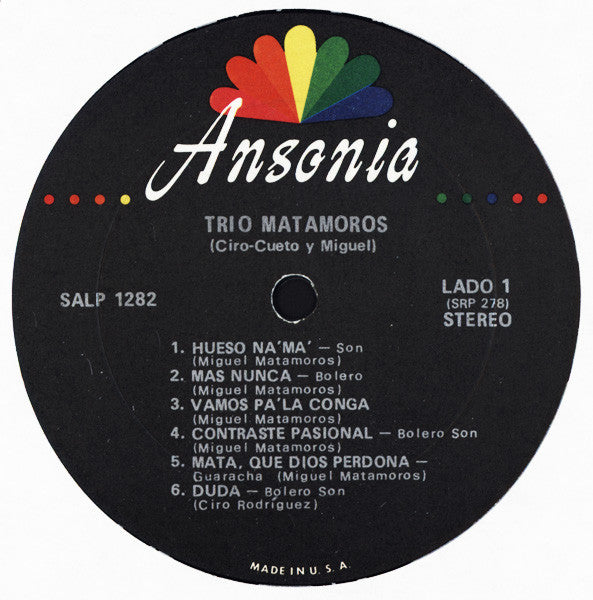 Ansonia
TRIO MATAMOROS
(Ciro-Cueto y Miguel)
SALP 1282
LADO 1
(SRP 278)
STEREO
1. HUESO NA'MA' – Son
(Miguel Matamoros)
2. MAS NUNCA – Bolero
(Miguel Matamoros)
3. VAMOS PA'LA CONGA
(Miguel Matamoros)
4. CONTRASTE PASIONAL – Bolero Son
(Miguel Matamoros)
5. MATA, QUE DIOS PERDONA –
Guaracha (Miguel Matamoros)
6. DUDA – Bolero Son
(Ciro Rodríguez)
MADE IN U. S. A.